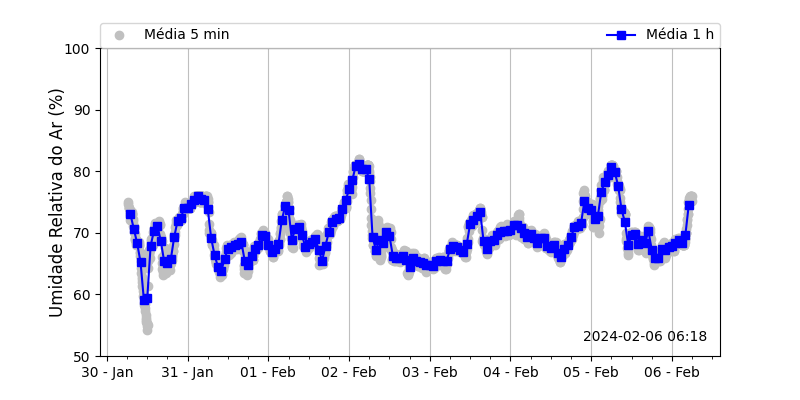 Média 5 min
Média 1 h
Umidade Relativa do Ar (%)
100
90
80
70
60
50
2024-02-06 06:18
30 - Jan
31 - Jan
01 - Feb
02 - Feb
03 - Feb
04 - Feb
05 - Feb
06 - Feb